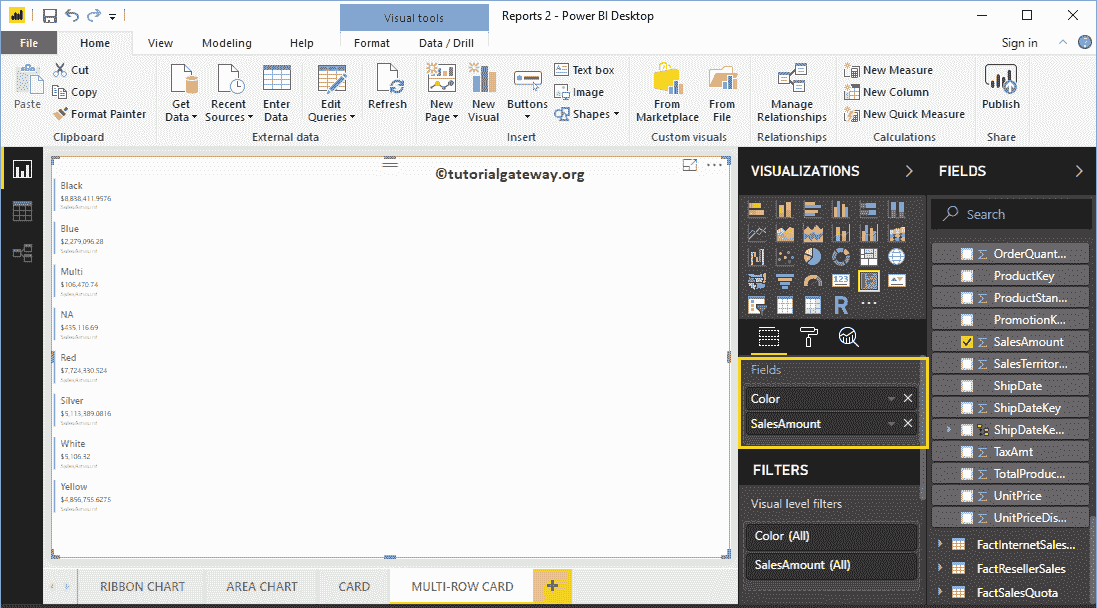 Visual tools
Reports 2 - Power BI Desktop
File
Home
View
Modeling
Help
Format
Data / Drill
Sign in
Paste
Cut
Copy
Format Painter
Clipboard
Get Data
Recent Sources
Enter Data
Edit Queries
External data
Refresh
New Page
New Visual
Buttons
Text box
Image
Shapes
Insert
From Marketplace
From File
Custom visuals
Manage Relationships
Relationships
New Measure
New Column
New Quick Measure
Calculations
Publish
Share
©tutorialgateway.org
Black
$8,838,411.9576
SalesAmount
Blue
$2,279,096.28
SalesAmount
Multi
$106,470.74
SalesAmount
NA
$435,116.69
SalesAmount
Red
$7,724,330.524
SalesAmount
Silver
$5,113,389.0816
SalesAmount
White
$5,106.32
SalesAmount
Yellow
$4,856,755.6275
SalesAmount
RIBBON CHART
AREA CHART
CARD
MULTI-ROW CARD
VISUALIZATIONS
123
R
Fields
Color
SalesAmount
FILTERS
Visual level filters
Color (All)
SalesAmount (All)
FIELDS
Search
OrderQuant...
ProductKey
ProductStan...
PromotionK...
SalesAmount
SalesTerritor...
ShipDate
ShipDateKey
ShipDateKe...
TaxAmt
TotalProduc...
UnitPrice
UnitPriceDis...
FactInternetSales...
FactResellerSales
FactSalesQuota